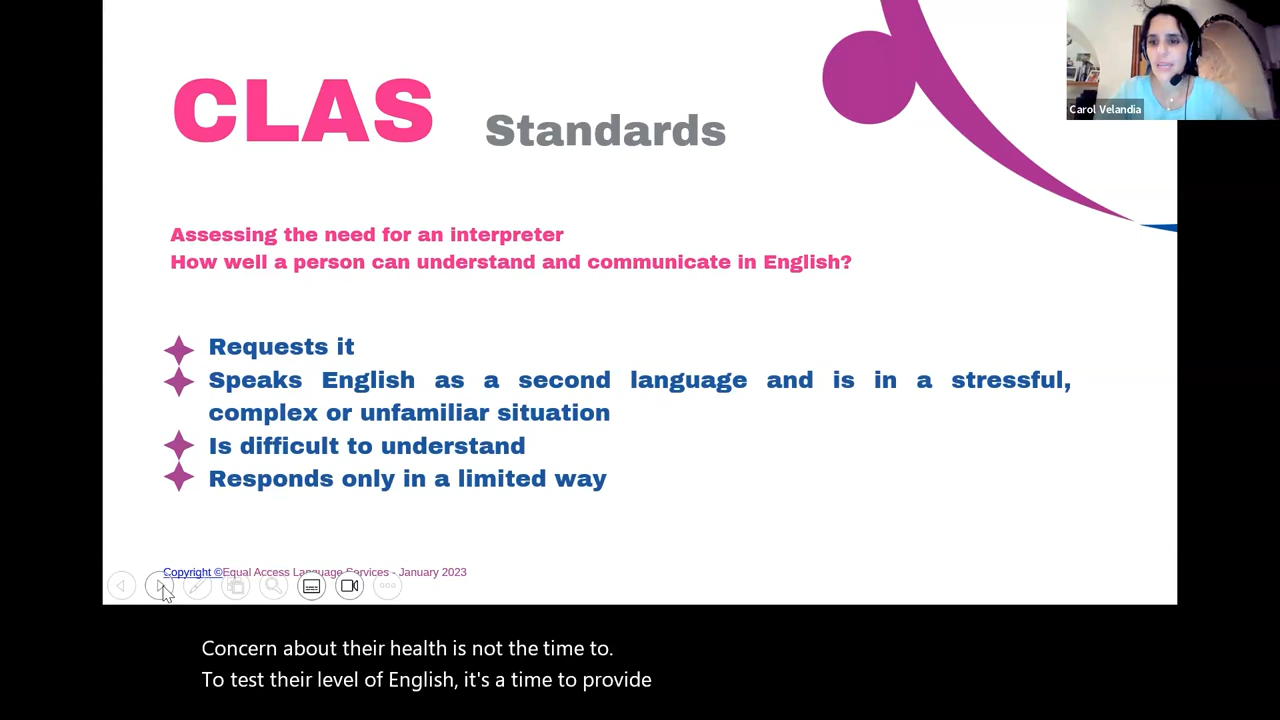 CLAS Standards
Carol Velandia
Assessing the need for an interpreter
How well a person can understand and communicate in English?
Requests it
Speaks English as a second language and is in a stressful,
complex or unfamiliar situation
Is difficult to understand
Responds only in a limited way
Copyright ©Equal Access Language Services - January 2023
Concern about their health is not the time to.
To test their level of English, it's a time to provide